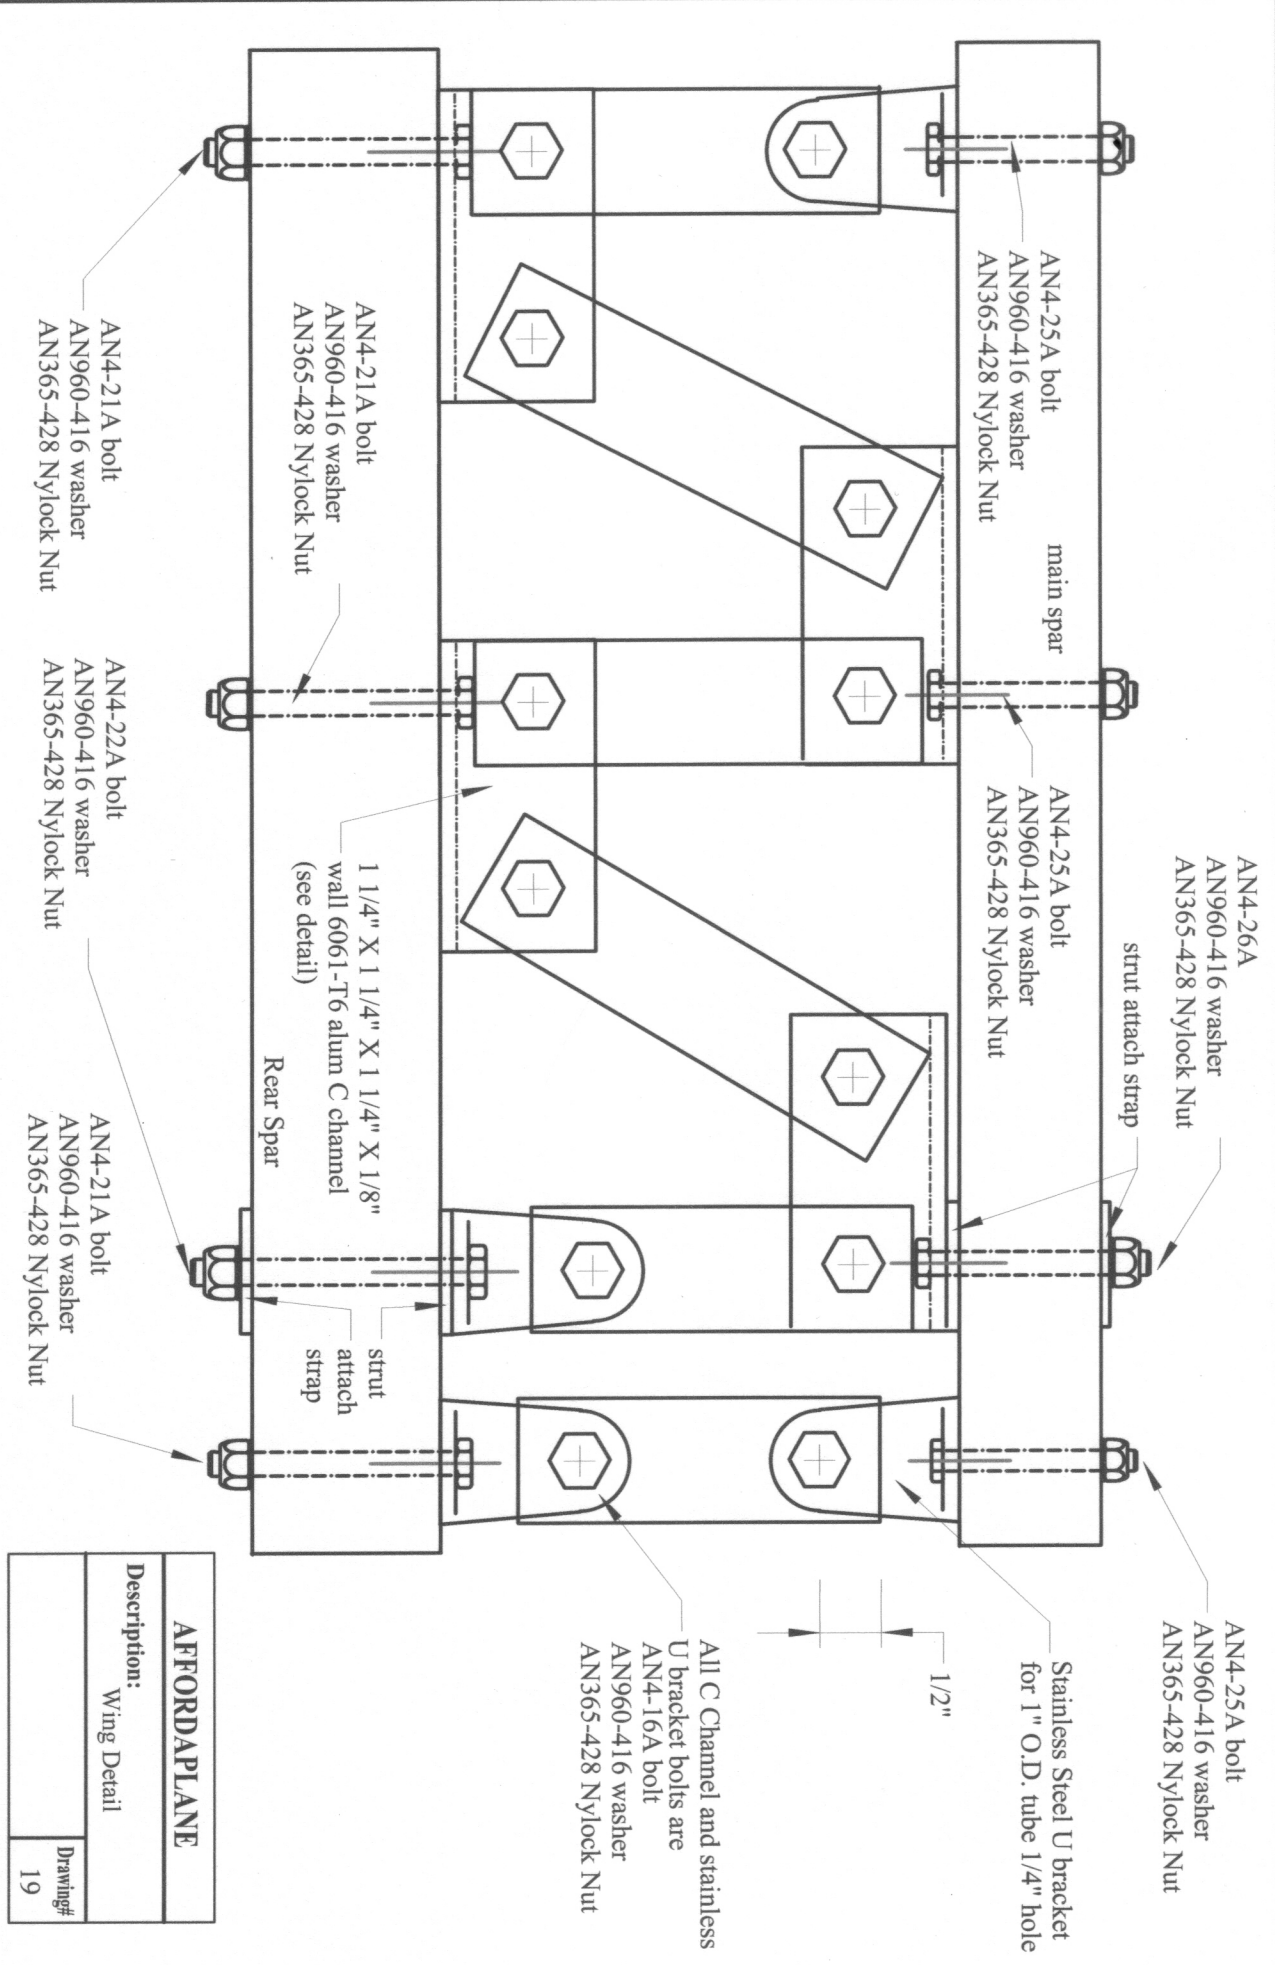 AN4-26A
AN960-416 washer
AN365-428 Nylock Nut
strut attach strap
AN4-25A bolt
AN960-416 washer
AN365-428 Nylock Nut
Stainless Steel U bracket
for 1" O.D. tube 1/4" hole
AN4-25A bolt
AN960-416 washer
AN365-428 Nylock Nut
main spar
AN4-25A bolt
AN960-416 washer
AN365-428 Nylock Nut
1/2"
All C Channel and stainless
U bracket bolts are
AN4-16A bolt
AN960-416 washer
AN365-428 Nylock Nut
AN4-21A bolt
AN960-416 washer
AN365-428 Nylock Nut
1 1/4" X 1 1/4" X 1 1/4" X 1/8"
wall 6061-T6 alum C channel
(see detail)
strut
attach
strap
Rear Spar
AN4-21A bolt
AN960-416 washer
AN365-428 Nylock Nut
AN4-22A bolt
AN960-416 washer
AN365-428 Nylock Nut
AN4-21A bolt
AN960-416 washer
AN365-428 Nylock Nut
AFFORDAPLANE
Description:
Wing Detail
Drawing#
19